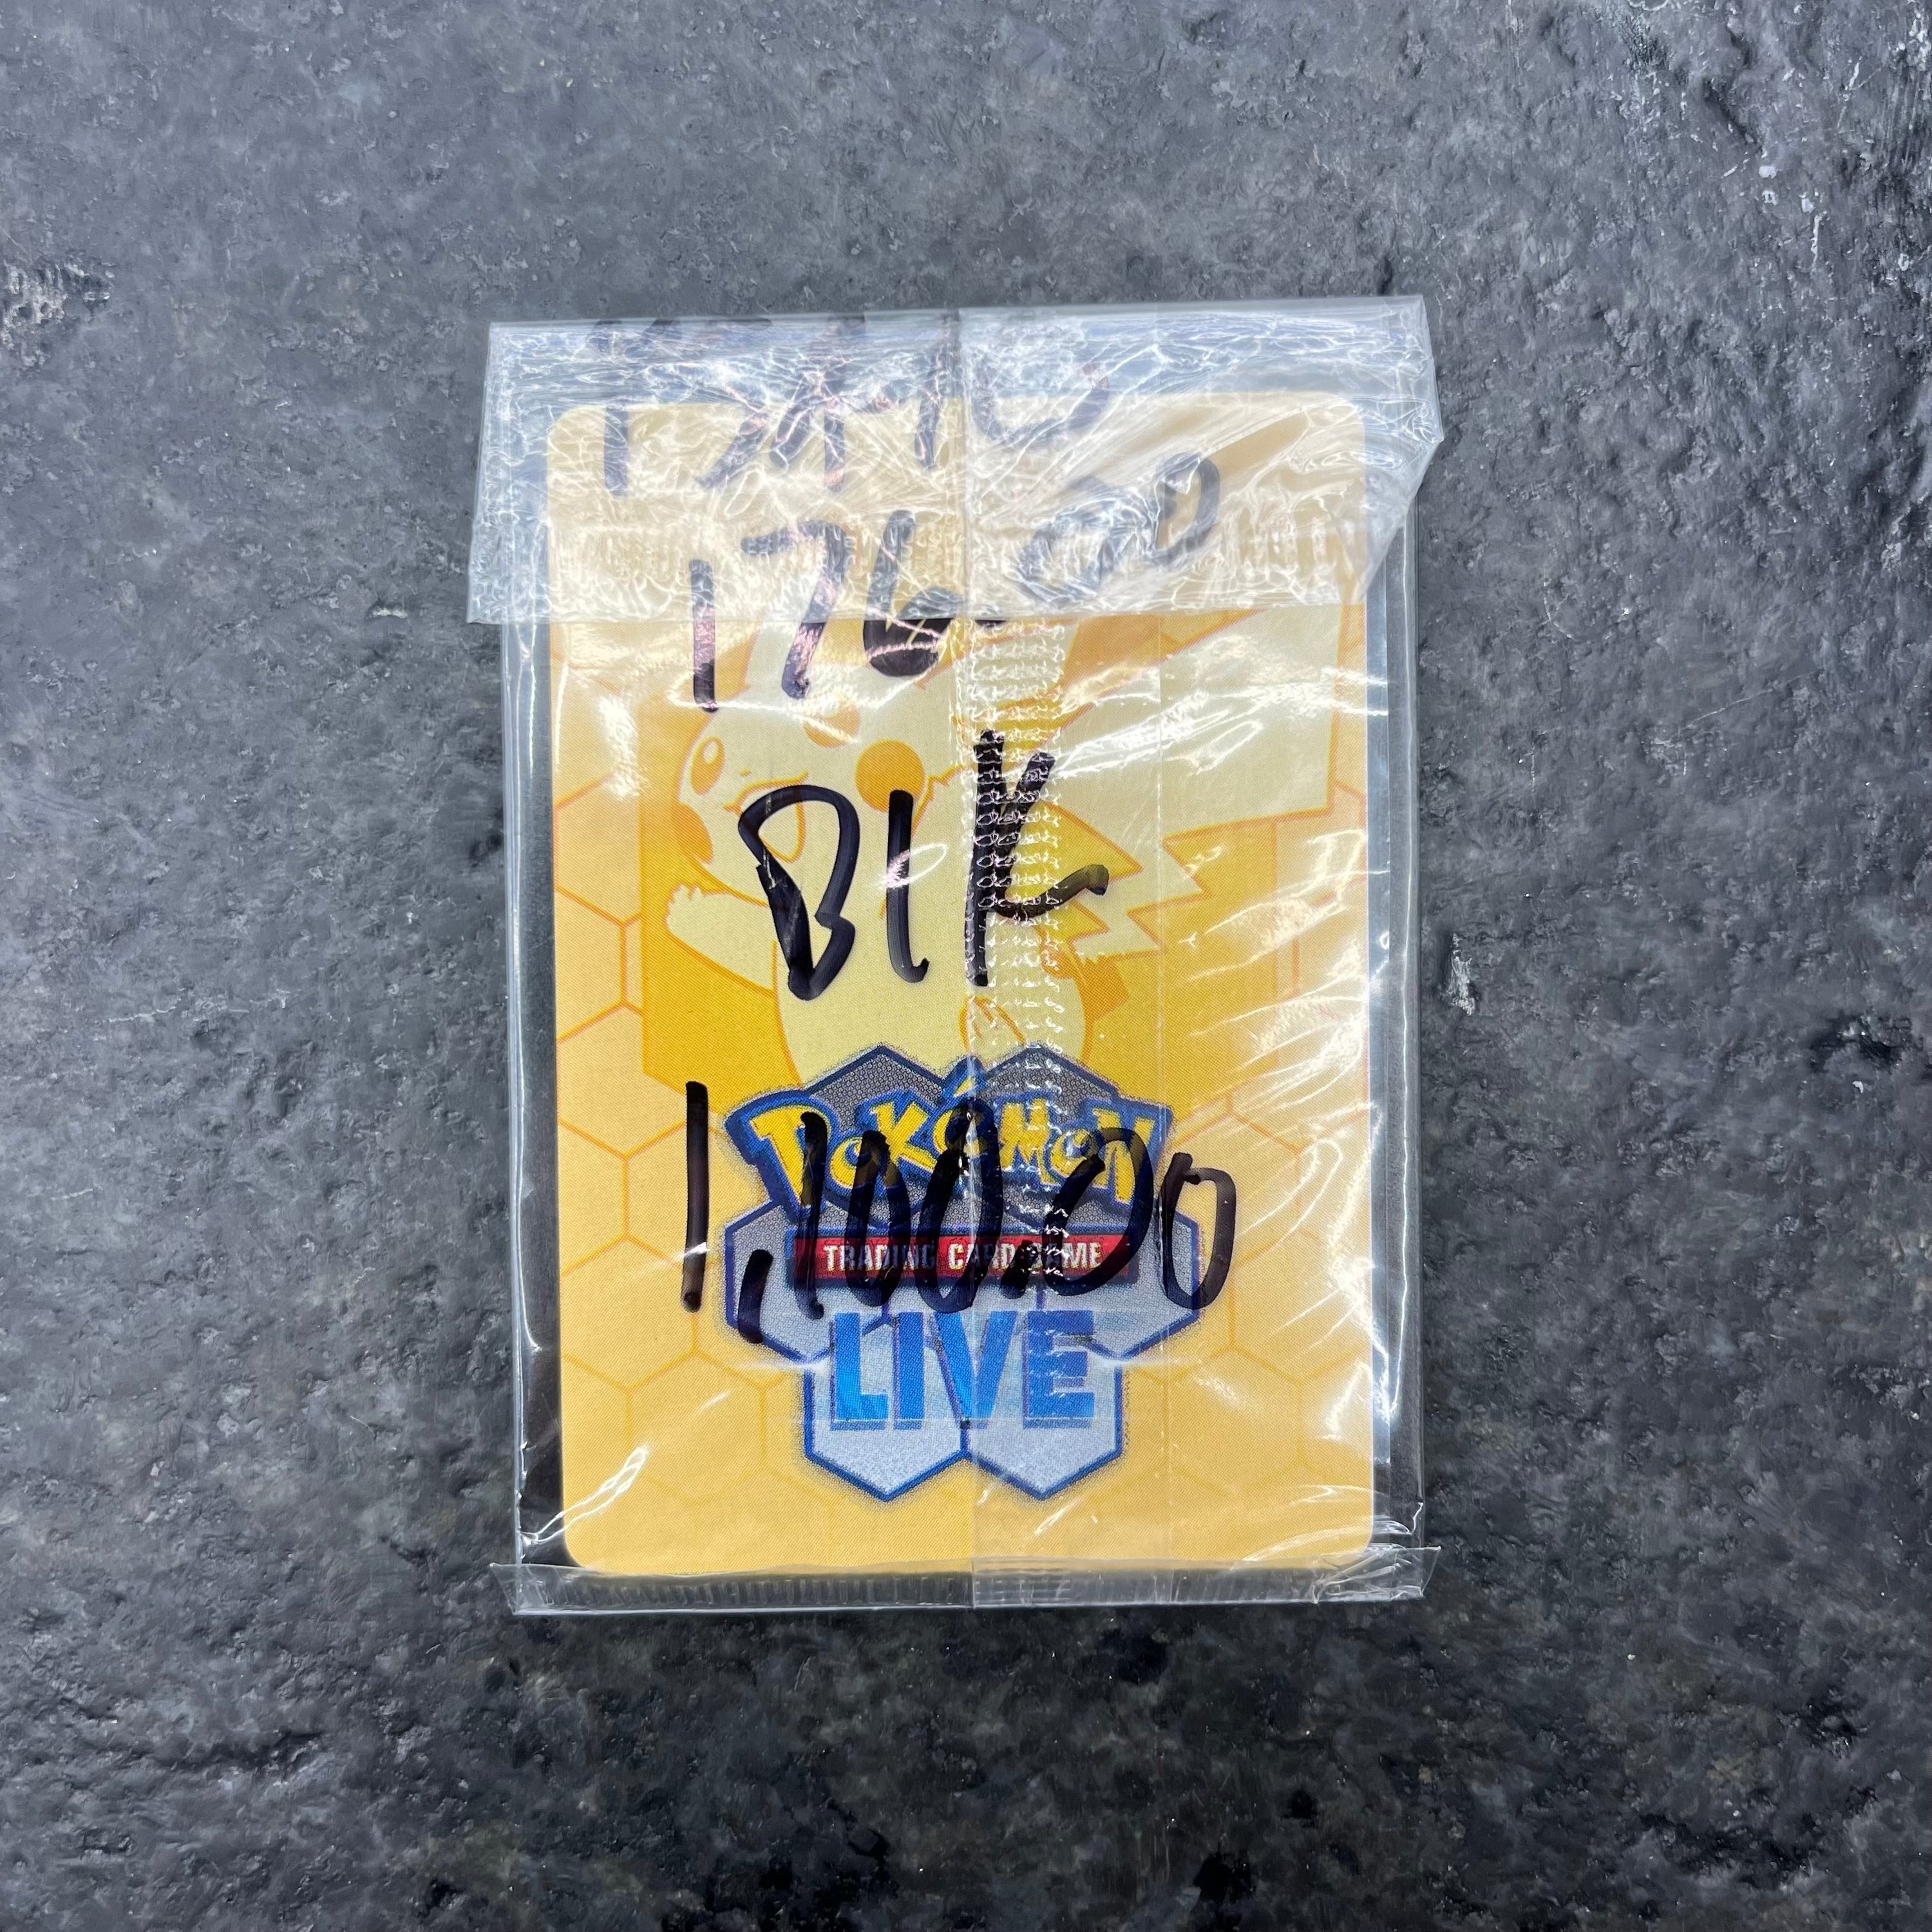 176.00
Blk
1,100.00
POKÉMON
TRADING CARD GAME
LIVE